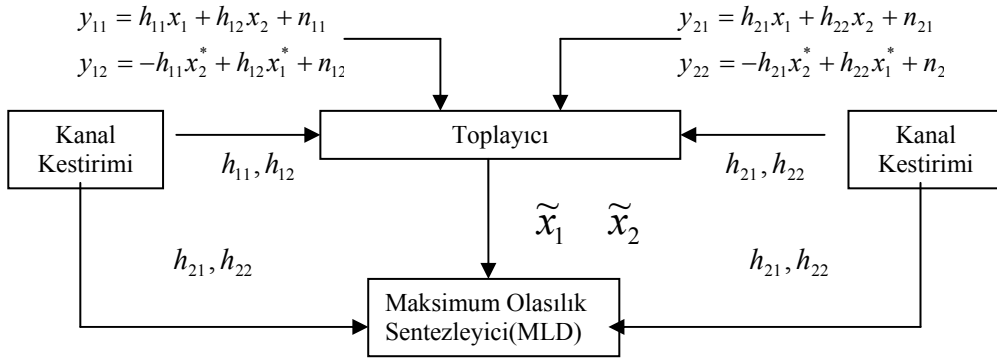 y₁₁ = h₁₁x₁ + h₁₂x₂ + n₁₁
y₁₂ = −h₁₁x₂* + h₁₂x₁* + n₁₂
y₂₁ = h₂₁x₁ + h₂₂x₂ + n₂₁
y₂₂ = −h₂₁x₂* + h₂₂x₁* + n₂
Kanal
Kestirimi
h₁₁, h₁₂
Toplayıcı
h₂₁, h₂₂
Kanal
Kestirimi
x̃₁ x̃₂
h₂₁, h₂₂
h₂₁, h₂₂
Maksimum Olasılık
Sentezleyici(MLD)